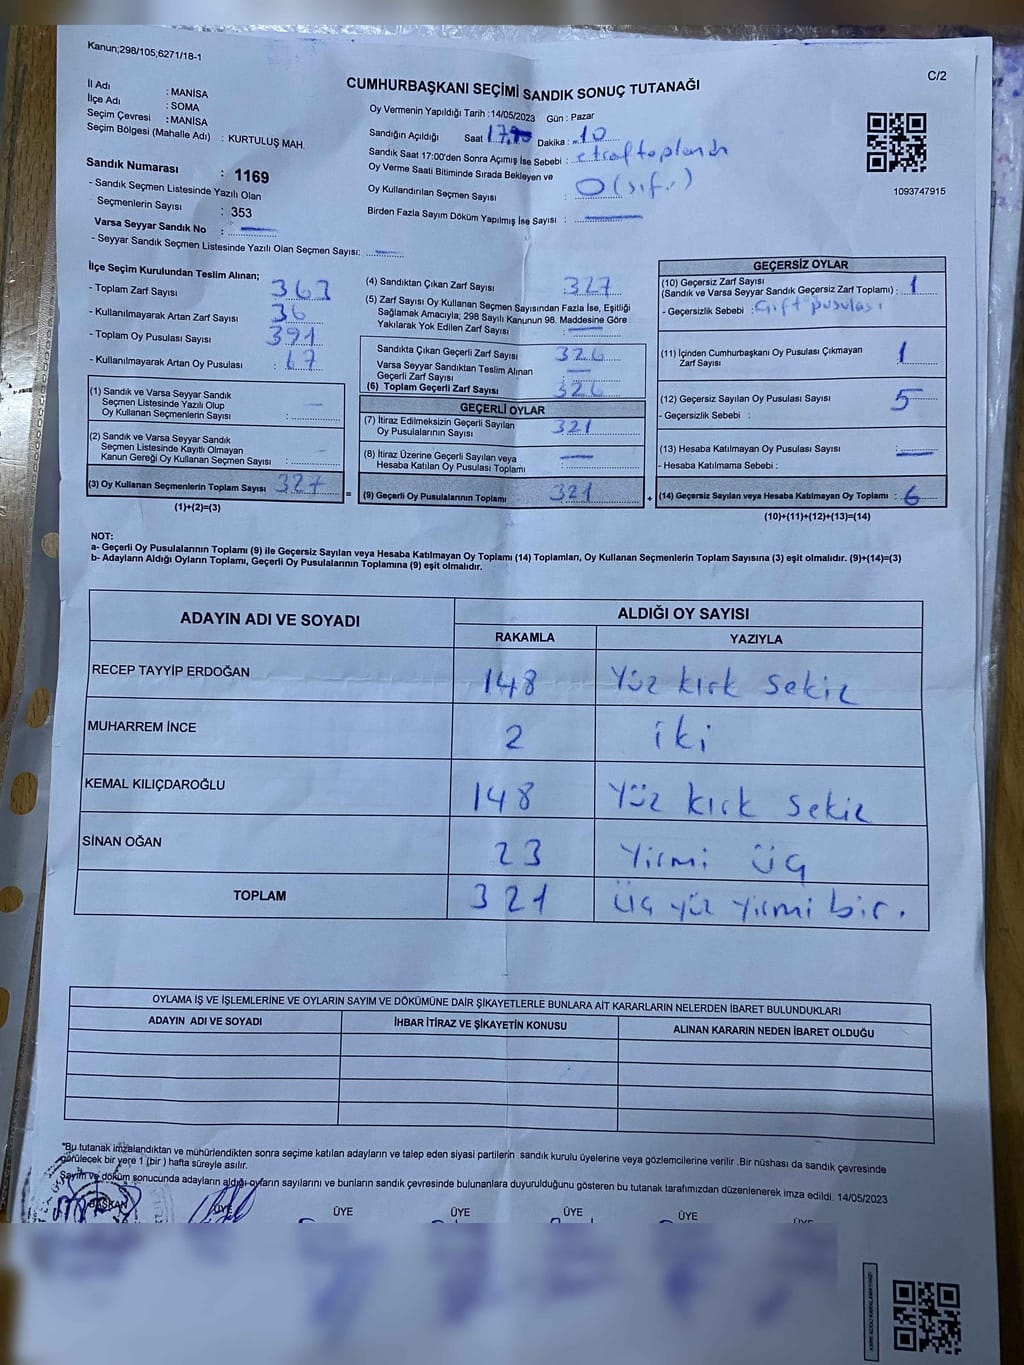 Kanun;298/105,6271/18-1
C/2
CUMHURBAŞKANI SEÇİMİ SANDIK SONUÇ TUTANAĞI
İl Adı : MANİSA
İlçe Adı : SOMA
Seçim Çevresi : MANİSA
Seçim Bölgesi (Mahalle Adı) : KURTULUŞ MAH.
Sandık Numarası : 1169
- Sandık Seçmen Listesinde Yazılı Olan
Seçmenlerin Sayısı : 353
Varsa Seyyar Sandık No :
- Seyyar Sandık Seçmen Listesinde Yazılı Olan Seçmen Sayısı:
Oy Vermenin Yapıldığı Tarih :14/05/2023 Gün : Pazar
Sandığın Açıldığı Saat 17 Dakika : 10
Sandık Saat 17:00'den Sonra Açımış İse Sebebi :
Oy Verme Saati Bitiminde Sırada Bekleyen ve
Oy Kullandırılan Seçmen Sayısı : 0 (sıfır)
Birden Fazla Sayım Döküm Yapılmış İse Sayısı :
1093747915
İlçe Seçim Kurulundan Teslim Alınan;
- Toplam Zarf Sayısı : 363
- Kullanılmayarak Artan Zarf Sayısı : 36
- Toplam Oy Pusulası Sayısı : 391
- Kullanılmayarak Artan Oy Pusulası : 67
(1) Sandık ve Varsa Seyyar Sandık
Seçmen Listesinde Yazılı Olup
Oy Kullanan Seçmenlerin Sayısı :
(2) Sandık ve Varsa Seyyar Sandık
Seçmen Listesinde Kayıtlı Olmayan
Kanun Gereği Oy Kullanan Seçmen Sayısı :
(3) Oy Kullanan Seçmenlerin Toplam Sayısı : 327
(1)+(2)=(3)
=
(4) Sandıktan Çıkan Zarf Sayısı : 327
(5) Zarf Sayısı Oy Kullanan Seçmen Sayısından Fazla İse, Eşitliği
Sağlamak Amacıyla; 298 Sayılı Kanunun 98. Maddesine Göre
Yakılarak Yok Edilen Zarf Sayısı :
Sandıkta Çıkan Geçerli Zarf Sayısı : 326
Varsa Seyyar Sandıktan Teslim Alınan
Geçerli Zarf Sayısı :
(6) Toplam Geçerli Zarf Sayısı : 326
GEÇERLİ OYLAR
(7) İtiraz Edilmeksizin Geçerli Sayılan
Oy Pusulalarının Sayısı : 321
(8) İtiraz Üzerine Geçerli Sayılan veya
Hesaba Katılan Oy Pusulası Toplamı :
(9) Geçerli Oy Pusulalarının Toplamı : 321
+
GEÇERSİZ OYLAR
(10) Geçersiz Zarf Sayısı
(Sandık ve Varsa Seyyar Sandık Geçersiz Zarf Toplamı) : 1
- Geçersizlik Sebebi : Çift pusulası
(11) İçinden Cumhurbaşkanı Oy Pusulası Çıkmayan
Zarf Sayısı : 1
(12) Geçersiz Sayılan Oy Pusulası Sayısı : 5
- Geçersizlik Sebebi :
(13) Hesaba Katılmayan Oy Pusulası Sayısı :
- Hesaba Katılmama Sebebi :
(14) Geçersiz Sayılan veya Hesaba Katılmayan Oy Toplamı : 6
(10)+(11)+(12)+(13)=(14)
NOT:
a- Geçerli Oy Pusulalarının Toplamı (9) ile Geçersiz Sayılan veya Hesaba Katılmayan Oy Toplamı (14) Toplamları, Oy Kullanan Seçmenlerin Toplam Sayısına (3) eşit olmalıdır. (9)+(14)=(3)
b- Adayların Aldığı Oyların Toplamı, Geçerli Oy Pusulalarının Toplamına (9) eşit olmalıdır.
ADAYIN ADI VE SOYADI
ALDIĞI OY SAYISI
RAKAMLA
YAZIYLA
RECEP TAYYİP ERDOĞAN 148 Yüz kırk sekiz
MUHARREM İNCE 2 iki
KEMAL KILIÇDAROĞLU 148 Yüz kırk sekiz
SİNAN OĞAN 23 Yirmi üç
TOPLAM 321 Üç yüz yirmi bir.
OYLAMA İŞ VE İŞLEMLERİNE VE OYLARIN SAYIM VE DÖKÜMÜNE DAİR ŞİKAYETLERLE BUNLARA AİT KARARLARIN NELERDEN İBARET BULUNDUKLARI
ADAYIN ADI VE SOYADI
İHBAR İTİRAZ VE ŞİKAYETİN KONUSU
ALINAN KARARIN NEDEN İBARET OLDUĞU
*Bu tutanak imzalandıktan ve mühürlendikten sonra seçime katılan adayların ve talep eden siyasi partilerin sandık kurulu üyelerine veya gözlemcilerine verilir .Bir nüshası da sandık çevresinde
görülecek bir yere 1 (bir ) hafta süreyle asılır.
Sayım ve döküm sonucunda adayların aldığı oyların sayılarını ve bunların sandık çevresinde bulunanlara duyurulduğunu gösteren bu tutanak tarafımızdan düzenlenerek imza edildi. 14/05/2023
BAŞKAN ÜYE ÜYE ÜYE ÜYE ÜYE ÜYE